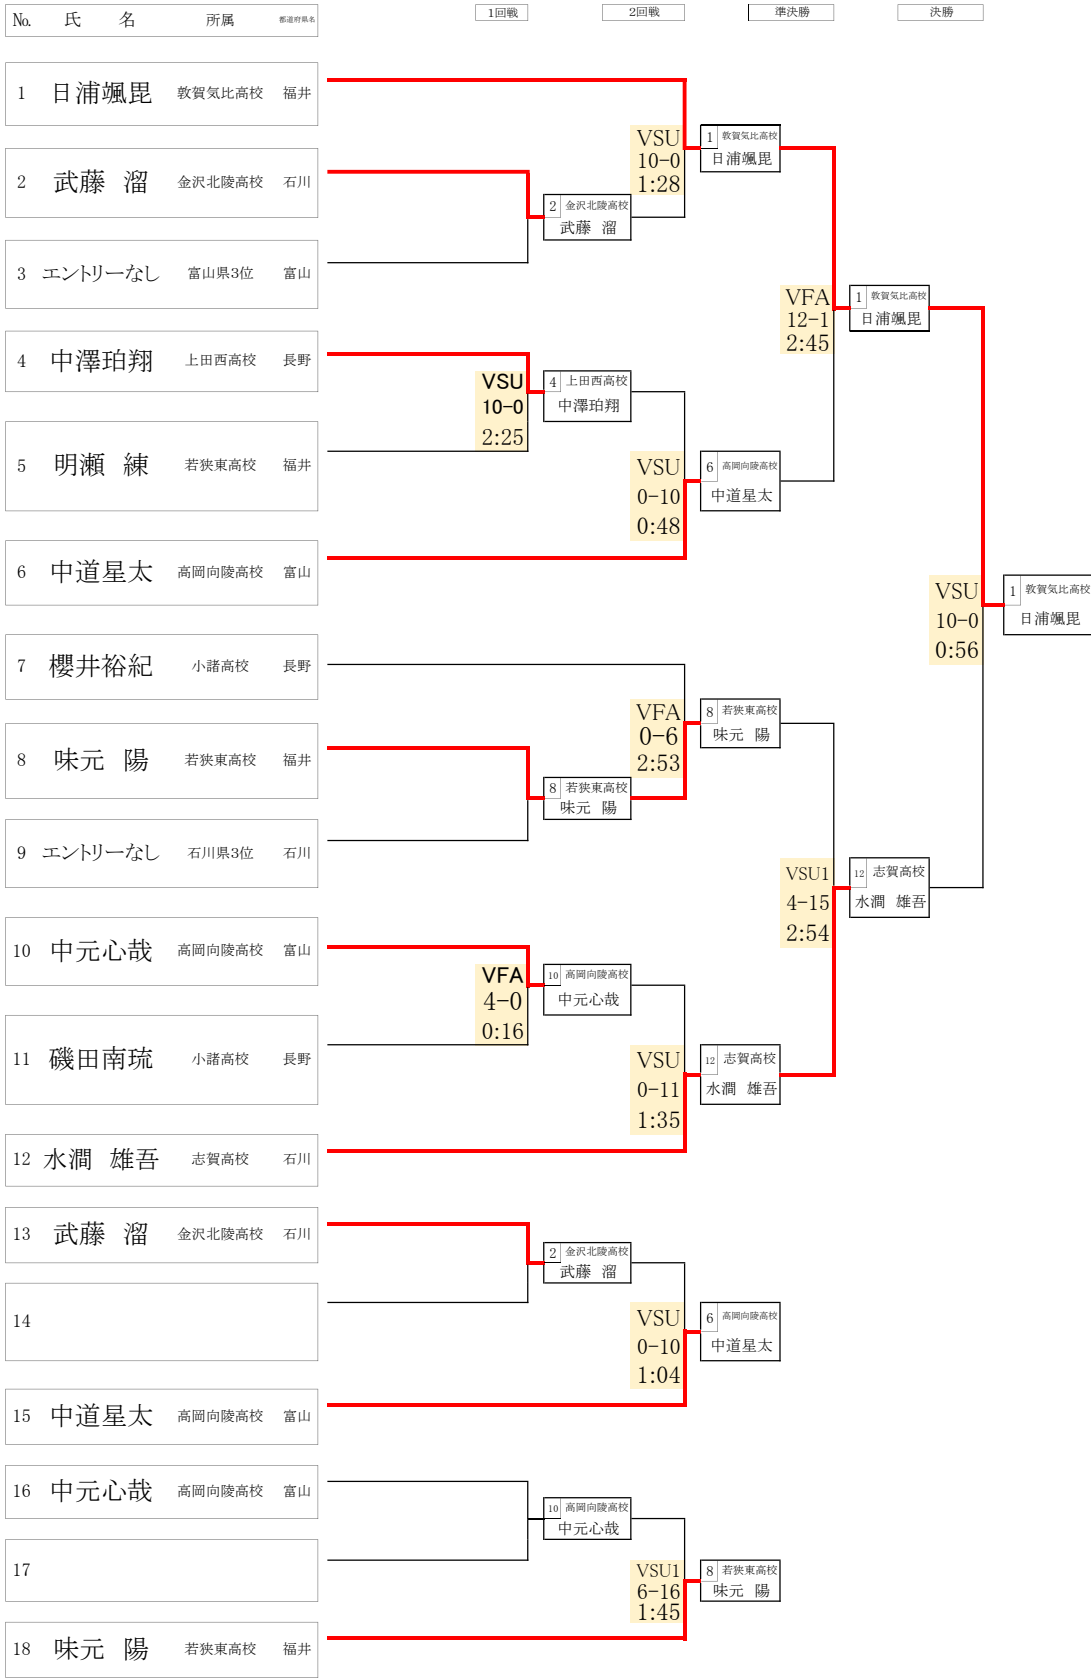 No. 氏 名 所属 都道府県名 1回戦 2回戦 準決勝 決勝
1 日浦颯毘 敦賀気比高校 福井
VSU
10-0
1:28
1 敦賀気比高校
日浦颯毘
2 武藤 溜 金沢北陵高校 石川
2 金沢北陵高校
武藤 溜
3 エントリーなし 富山県3位 富山
VFA
12-1
2:45
1 敦賀気比高校
日浦颯毘
4 中澤珀翔 上田西高校 長野
VSU
10-0
2:25
4 上田西高校
中澤珀翔
5 明瀬 練 若狭東高校 福井
VSU
0-10
0:48
6 高岡向陵高校
中道星太
6 中道星太 高岡向陵高校 富山
VSU
10-0
0:56
1 敦賀気比高校
日浦颯毘
7 櫻井裕紀 小諸高校 長野
VFA
0-6
2:53
8 若狭東高校
味元 陽
8 味元 陽 若狭東高校 福井
8 若狭東高校
味元 陽
9 エントリーなし 石川県3位 石川
VSU1
4-15
2:54
12 志賀高校
水澗 雄吾
10 中元心哉 高岡向陵高校 富山
VFA
4-0
0:16
10 高岡向陵高校
中元心哉
11 磯田南琉 小諸高校 長野
VSU
0-11
1:35
12 志賀高校
水澗 雄吾
12 水澗 雄吾 志賀高校 石川
13 武藤 溜 金沢北陵高校 石川
2 金沢北陵高校
武藤 溜
14
VSU
0-10
1:04
6 高岡向陵高校
中道星太
15 中道星太 高岡向陵高校 富山
16 中元心哉 高岡向陵高校 富山
10 高岡向陵高校
中元心哉
17
VSU1
6-16
1:45
8 若狭東高校
味元 陽
18 味元 陽 若狭東高校 福井